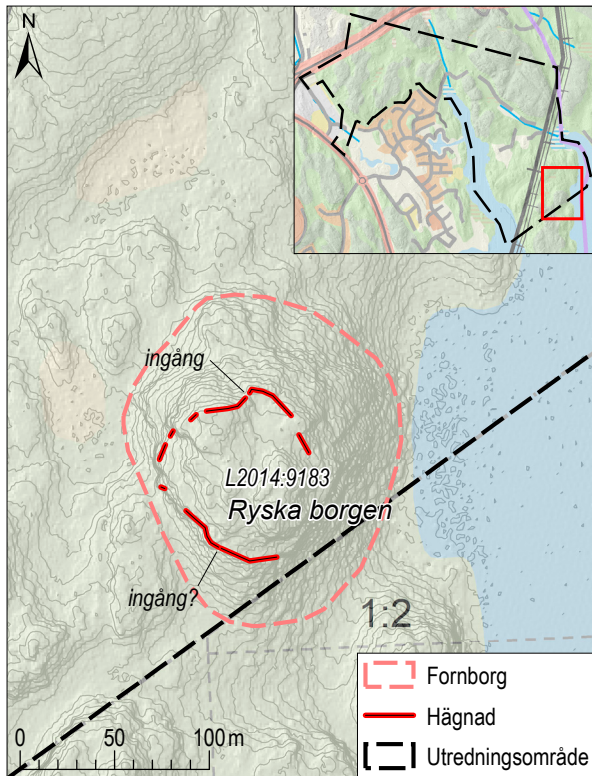 N
ingång
L2014:9183
Ryska borgen
ingång?
1:2
0 50 100 m
Fornborg
Hägnad
Utredningsområde